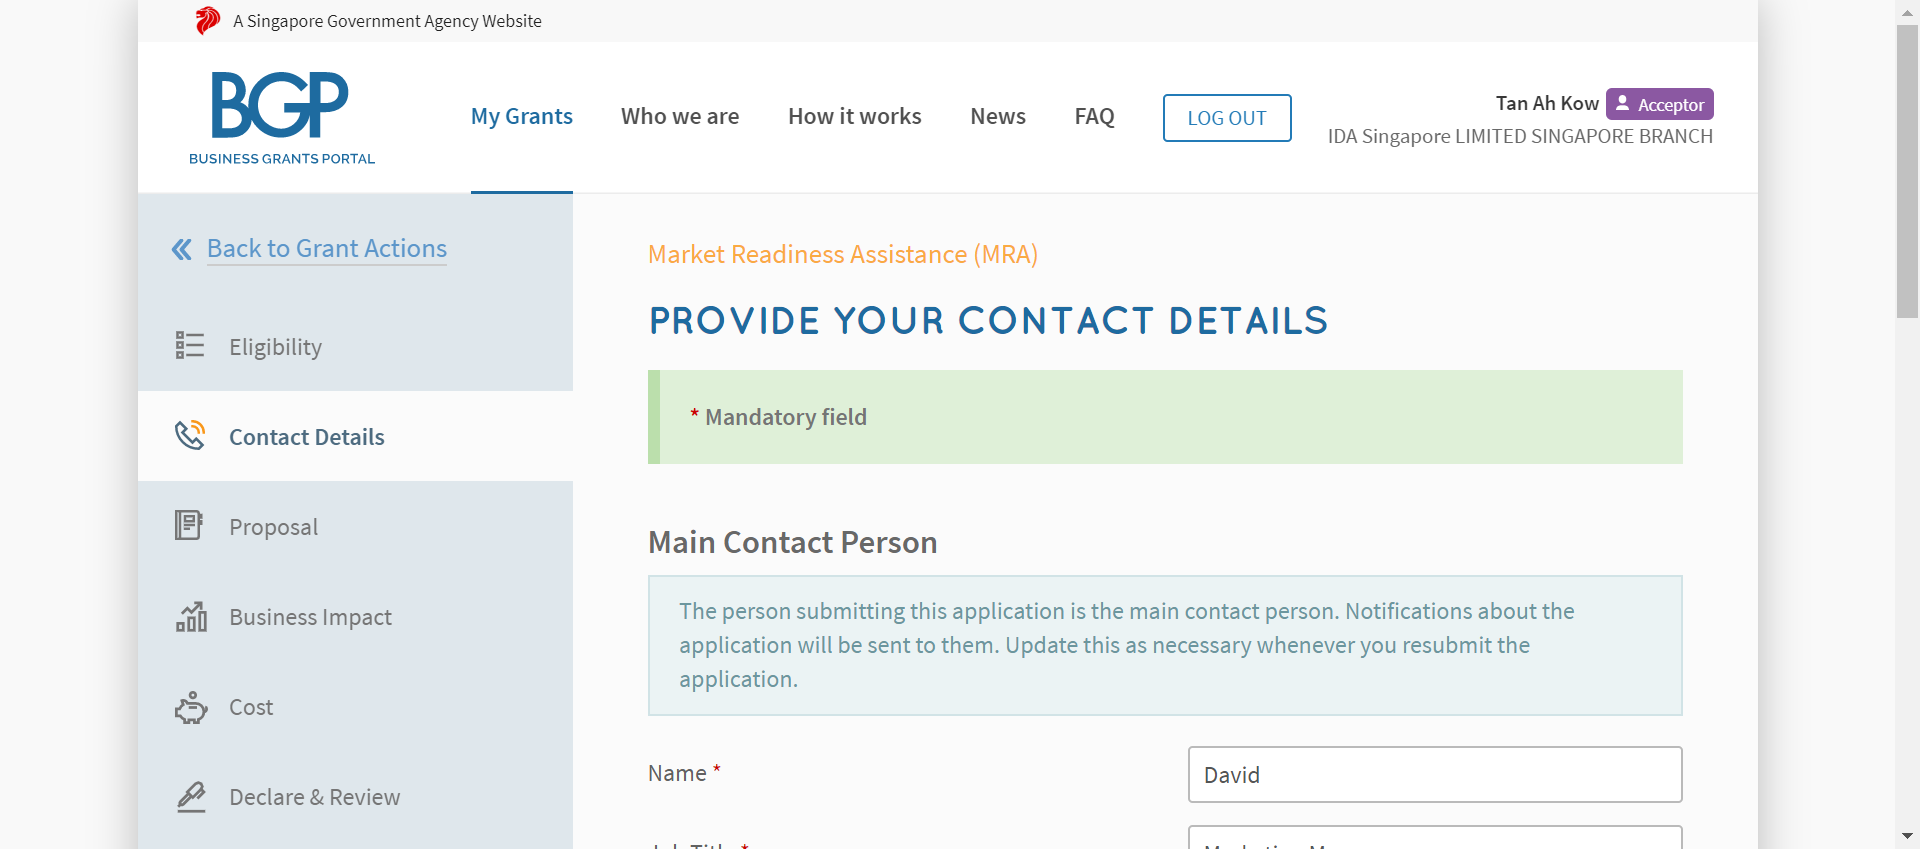 A Singapore Government Agency Website
BGP
BUSINESS GRANTS PORTAL
My Grants
Who we are
How it works
News
FAQ
LOG OUT
Tan Ah Kow
Acceptor
IDA Singapore LIMITED SINGAPORE BRANCH
Back to Grant Actions
Eligibility
Contact Details
Proposal
Business Impact
Cost
Declare & Review
Market Readiness Assistance (MRA)
PROVIDE YOUR CONTACT DETAILS
* Mandatory field
Main Contact Person
The person submitting this application is the main contact person. Notifications about the
application will be sent to them. Update this as necessary whenever you resubmit the
application.
Name *
David
Job Title *